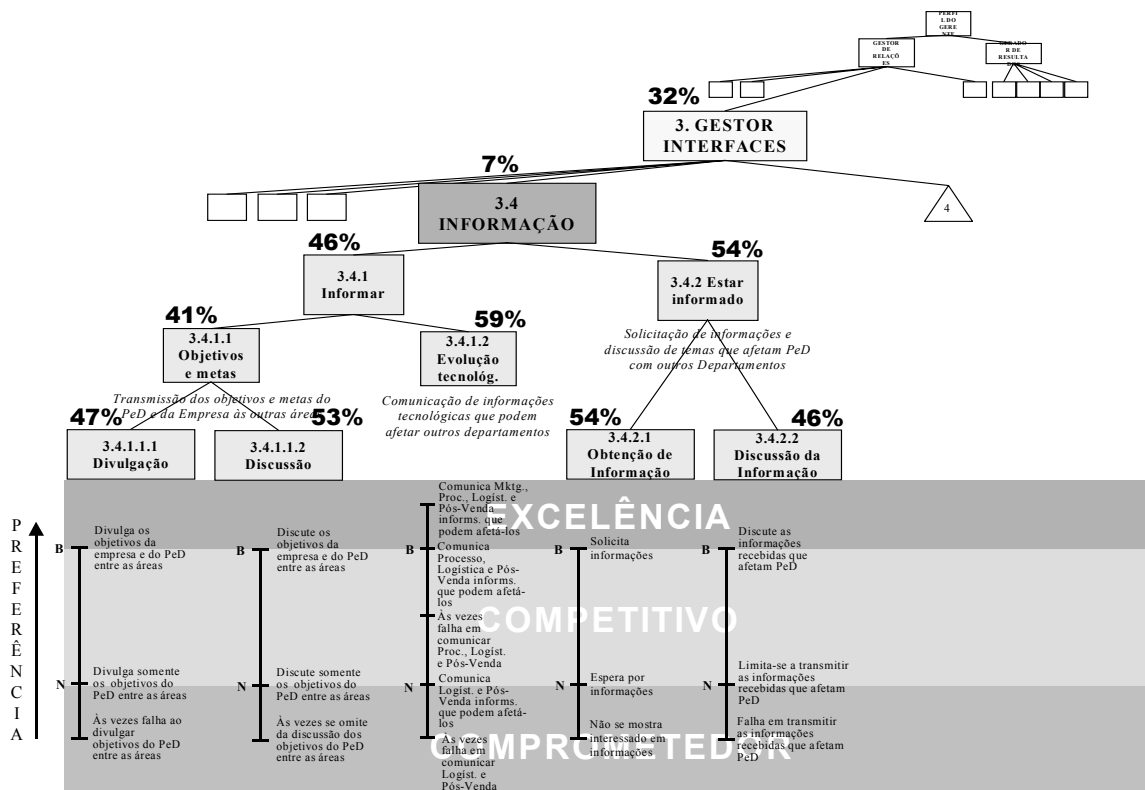 PERFI
L DO
GERE
NTE
GESTOR
DE
RELAÇÕ
ES
OR DE
RESULTA
32%
3. GESTOR
INTERFACES
7%
3.4
INFORMAÇÃO
4
46%
54%
3.4.1
Informar
3.4.2 Estar
informado
41%
59%
3.4.1.1
Objetivos
e metas
3.4.1.2
Evolução
tecnológ.
Solicitação de informações e
discussão de temas que afetam PeD
com outros Departamentos
Transmissão dos objetivos e metas do
PeD e da Empresa às outras áreas
Comunicação de informações
tecnológicas que podem
afetar outros departamentos
47%
53%
54%
46%
3.4.1.1.1
Divulgação
3.4.1.1.2
Discussão
3.4.2.1
Obtenção de
Informação
3.4.2.2
Discussão da
Informação
PREFERÊNCIA
EXCELÊNCIA
COMPETITIVO
COMPROMETEDOR
B
Divulga os
objetivos da
empresa e do PeD
entre as áreas
N
Divulga somente
os objetivos do
PeD entre as áreas
Às vezes falha ao
divulgar
objetivos do PeD
entre as áreas
B
Discute os
objetivos da
empresa e do PeD
entre as áreas
N
Discute somente
os objetivos do
PeD entre as áreas
Às vezes se omite
da discussão dos
objetivos do PeD
entre as áreas
Comunica Mktg.,
Proc., Logíst. e
Pós-Venda
informs. que
podem afetá-los
B
Comunica
Processo,
Logística e Pós-
Venda informs.
que podem afetá-
los
Às vezes
falha em
comunicar
Proc., Logíst.
e Pós-Venda
N
Comunica
Logíst. e Pós-
Venda informs.
que podem afetá-
los
Às vezes
falha em
comunicar
Logíst. e
Pós-Venda
B
Solicita
informações
N
Espera por
informações
Não se mostra
interessado em
informações
B
Discute as
informações
recebidas que
afetam PeD
N
Limita-se a transmitir
as informações
recebidas que afetam
PeD
Falha em transmitir
as informações
recebidas que afetam
PeD